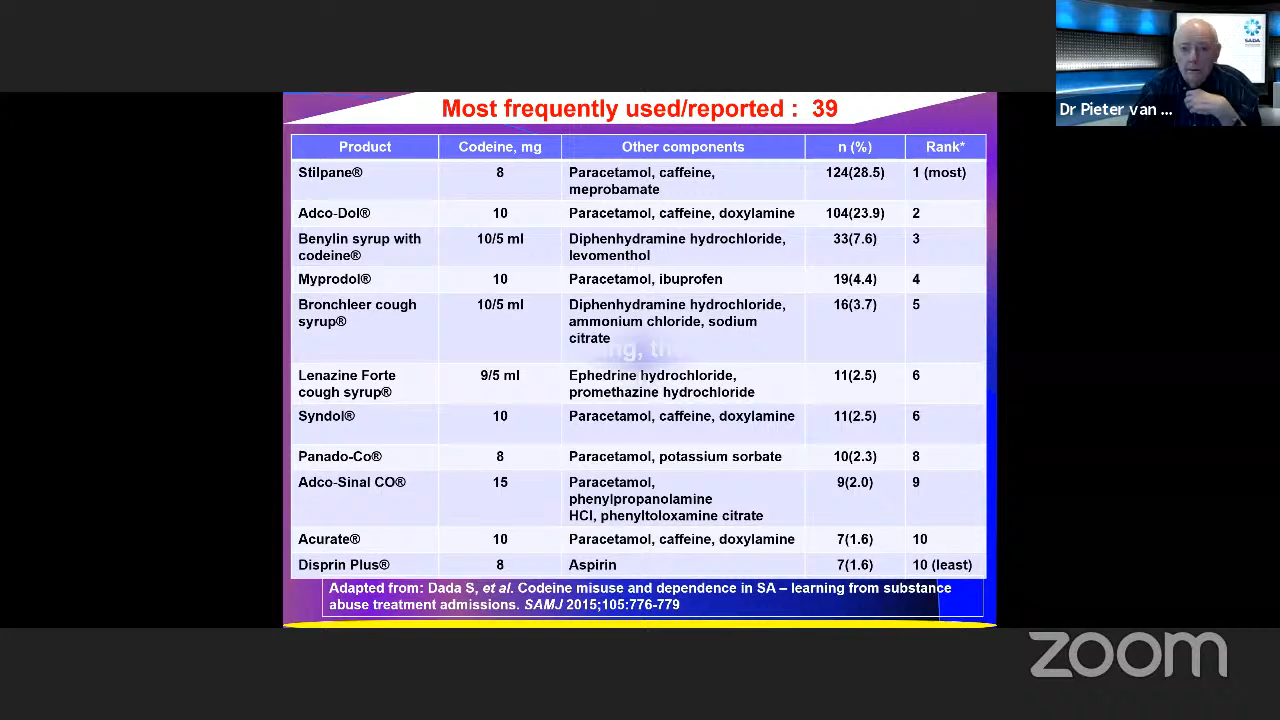 SADA
Dr Pieter van ...
Most frequently used/reported : 39
Product Codeine, mg Other components n (%) Rank*
Stilpane® 8 Paracetamol, caffeine, 124(28.5) 1 (most)
meprobamate
Adco-Dol® 10 Paracetamol, caffeine, doxylamine 104(23.9) 2
Benylin syrup with 10/5 ml Diphenhydramine hydrochloride, 33(7.6) 3
codeine® levomenthol
Myprodol® 10 Paracetamol, ibuprofen 19(4.4) 4
Bronchleer cough 10/5 ml Diphenhydramine hydrochloride, 16(3.7) 5
syrup® ammonium chloride, sodium
citrate
Lenazine Forte 9/5 ml Ephedrine hydrochloride, 11(2.5) 6
cough syrup® promethazine hydrochloride
Syndol® 10 Paracetamol, caffeine, doxylamine 11(2.5) 6
Panado-Co® 8 Paracetamol, potassium sorbate 10(2.3) 8
Adco-Sinal CO® 15 Paracetamol, 9(2.0) 9
phenylpropanolamine
HCl, phenyltoloxamine citrate
Acurate® 10 Paracetamol, caffeine, doxylamine 7(1.6) 10
Disprin Plus® 8 Aspirin 7(1.6) 10 (least)
Adapted from: Dada S, et al. Codeine misuse and dependence in SA – learning from substance
abuse treatment admissions. SAMJ 2015;105:776-779
zoom